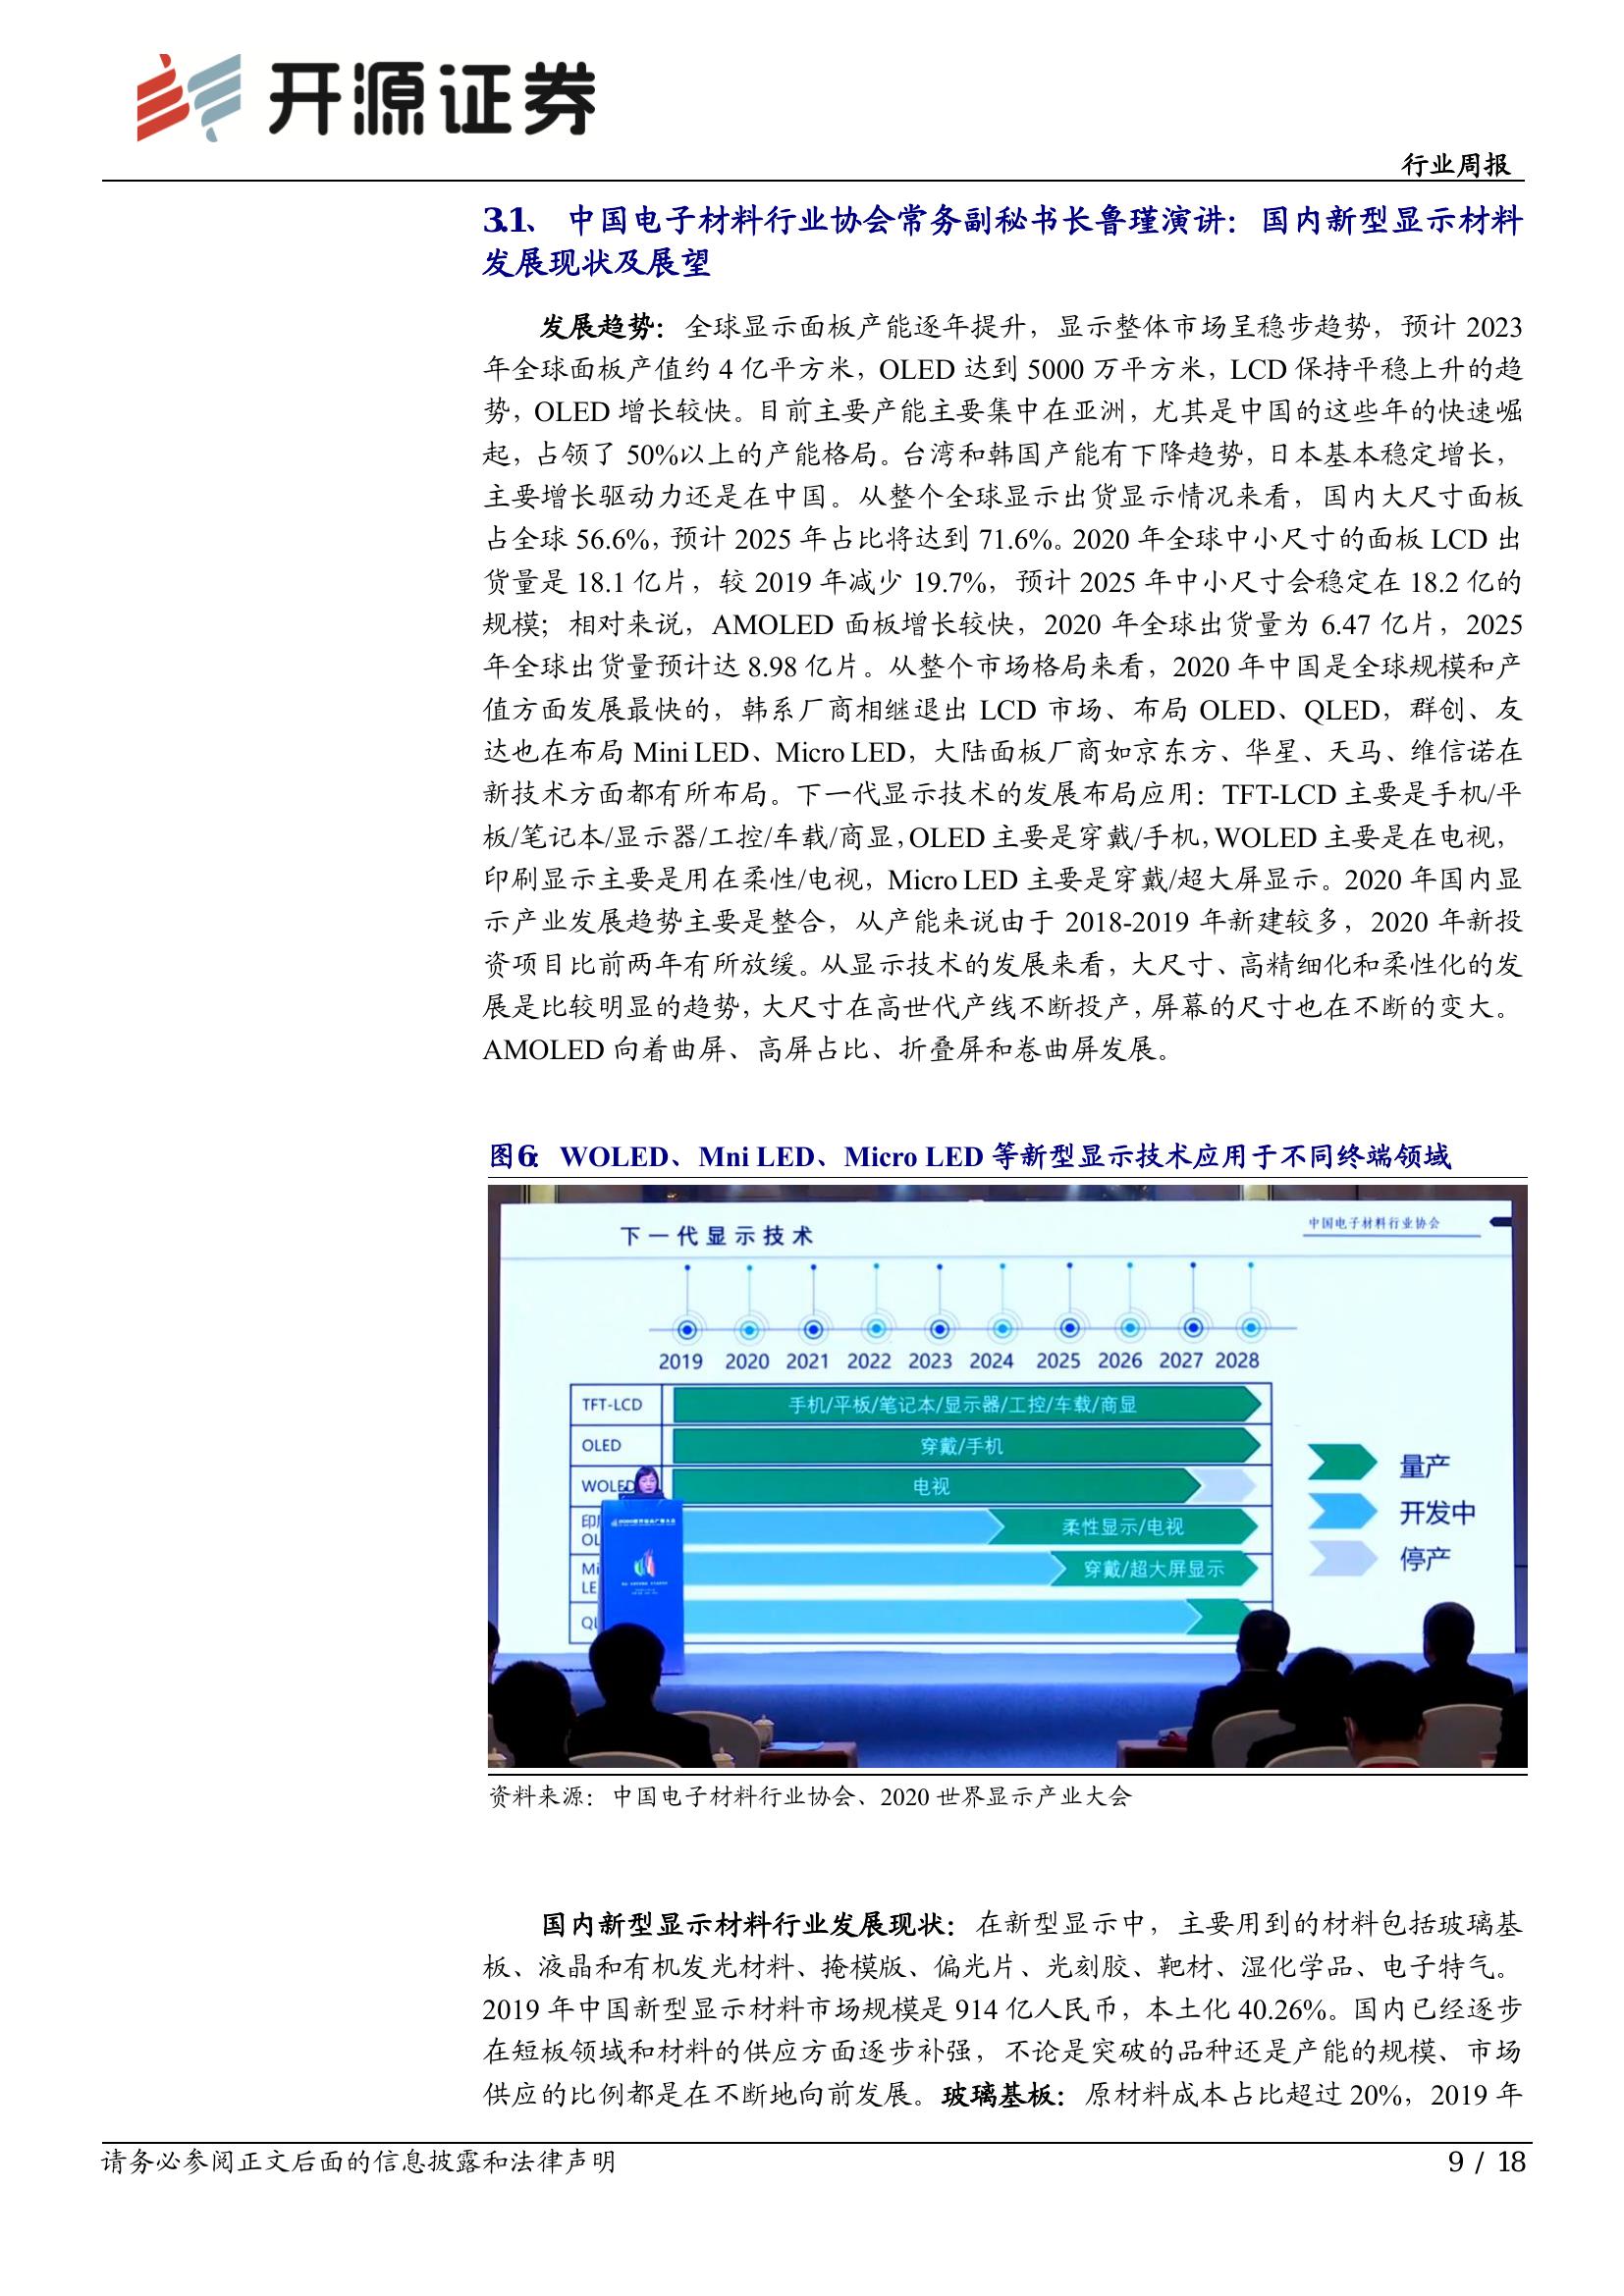 开源证券
行业周报
3.1、 中国电子材料行业协会常务副秘书长鲁瑾演讲：国内新型显示材料
发展现状及展望
发展趋势：全球显示面板产能逐年提升，显示整体市场呈稳步趋势，预计 2023
年全球面板产值约 4 亿平方米，OLED 达到 5000 万平方米，LCD 保持平稳上升的趋
势，OLED 增长较快。目前主要产能主要集中在亚洲，尤其是中国的这些年的快速崛
起，占领了 50%以上的产能格局。台湾和韩国产能有下降趋势，日本基本稳定增长，
主要增长驱动力还是在中国。从整个全球显示出货显示情况来看，国内大尺寸面板
占全球 56.6%，预计 2025 年占比将达到 71.6%。2020 年全球中小尺寸的面板 LCD 出
货量是 18.1 亿片，较 2019 年减少 19.7%，预计 2025 年中小尺寸会稳定在 18.2 亿的
规模；相对来说，AMOLED 面板增长较快，2020 年全球出货量为 6.47 亿片，2025
年全球出货量预计达 8.98 亿片。从整个市场格局来看，2020 年中国是全球规模和产
值方面发展最快的，韩系厂商相继退出 LCD 市场、布局 OLED、QLED，群创、友
达也在布局 Mini LED、Micro LED，大陆面板厂商如京东方、华星、天马、维信诺在
新技术方面都有所布局。下一代显示技术的发展布局应用：TFT-LCD 主要是手机/平
板/笔记本/显示器/工控/车载/商显，OLED 主要是穿戴/手机，WOLED 主要是在电视，
印刷显示主要是用在柔性/电视，Micro LED 主要是穿戴/超大屏显示。2020 年国内显
示产业发展趋势主要是整合，从产能来说由于 2018-2019 年新建较多，2020 年新投
资项目比前两年有所放缓。从显示技术的发展来看，大尺寸、高精细化和柔性化的发
展是比较明显的趋势，大尺寸在高世代产线不断投产，屏幕的尺寸也在不断的变大。
AMOLED 向着曲屏、高屏占比、折叠屏和卷曲屏发展。
图6： WOLED、Mni LED、Micro LED 等新型显示技术应用于不同终端领域
中国电子材料行业协会
下一代显示技术
2019 2020 2021 2022 2023 2024 2025 2026 2027 2028
TFT-LCD 手机/平板/笔记本/显示器/工控/车载/商显
OLED 穿戴/手机
WOLED 电视
柔性显示/电视
OL
Mi 穿戴/超大屏显示
LE
量产
开发中
停产
资料来源：中国电子材料行业协会、2020 世界显示产业大会
国内新型显示材料行业发展现状：在新型显示中，主要用到的材料包括玻璃基
板、液晶和有机发光材料、掩模版、偏光片、光刻胶、靶材、湿化学品、电子特气。
2019 年中国新型显示材料市场规模是 914 亿人民币，本土化 40.26%。国内已经逐步
在短板领域和材料的供应方面逐步补强，不论是突破的品种还是产能的规模、市场
供应的比例都是在不断地向前发展。玻璃基板：原材料成本占比超过 20%，2019 年
请务必参阅正文后面的信息披露和法律声明
9 / 18